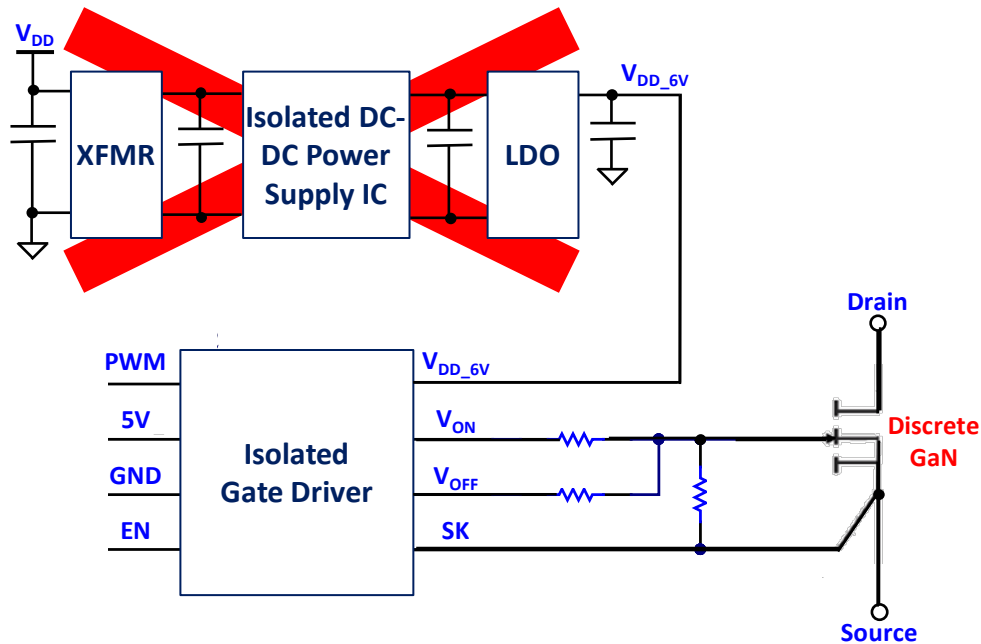 VDD
XFMR
Isolated DC-
DC Power
Supply IC
LDO
VDD_6V
PWM
5V
GND
EN
Isolated
Gate Driver
VDD_6V
VON
VOFF
SK
Drain
Discrete
GaN
Source